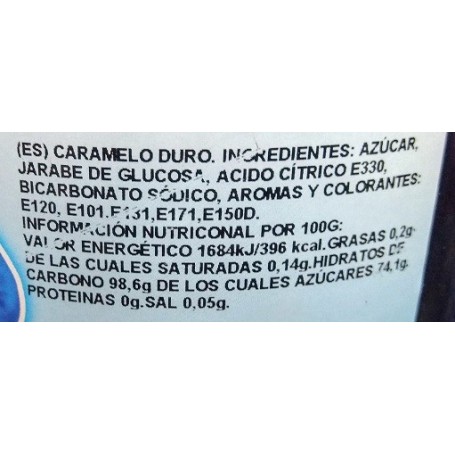 (ES) CARAMELO DURO. INGREDIENTES: AZÚCAR,
JARABE DE GLUCOSA, ACIDO CÍTRICO E330,
BICARBONATO SÓDICO, AROMAS Y COLORANTES:
E120, E101.E131,E171,E150D.
INFORMACIÓN NUTRICONAL POR 100G:
VALOR ENERGÉTICO 1684kJ/396 kcal.GRASAS 0,2g.
DE LAS CUALES SATURADAS 0,14g.HIDRATOS DE
CARBONO 98,6g DE LOS CUALES AZÚCARES 74,1g.
PROTEINAS 0g.SAL 0,05g.